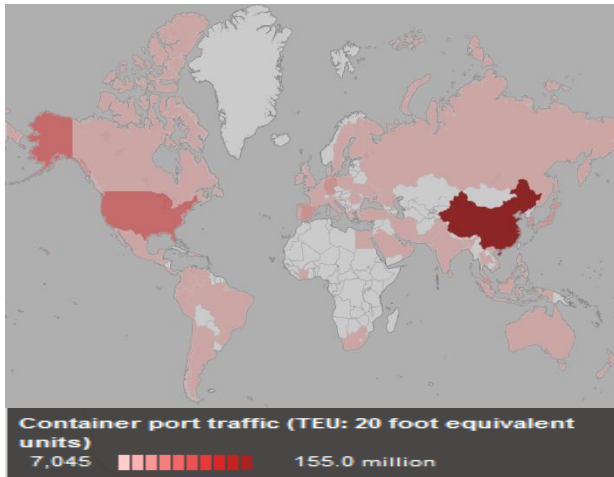 Container port traffic (TEU: 20 foot equivalent
units)
7,045 155.0 million